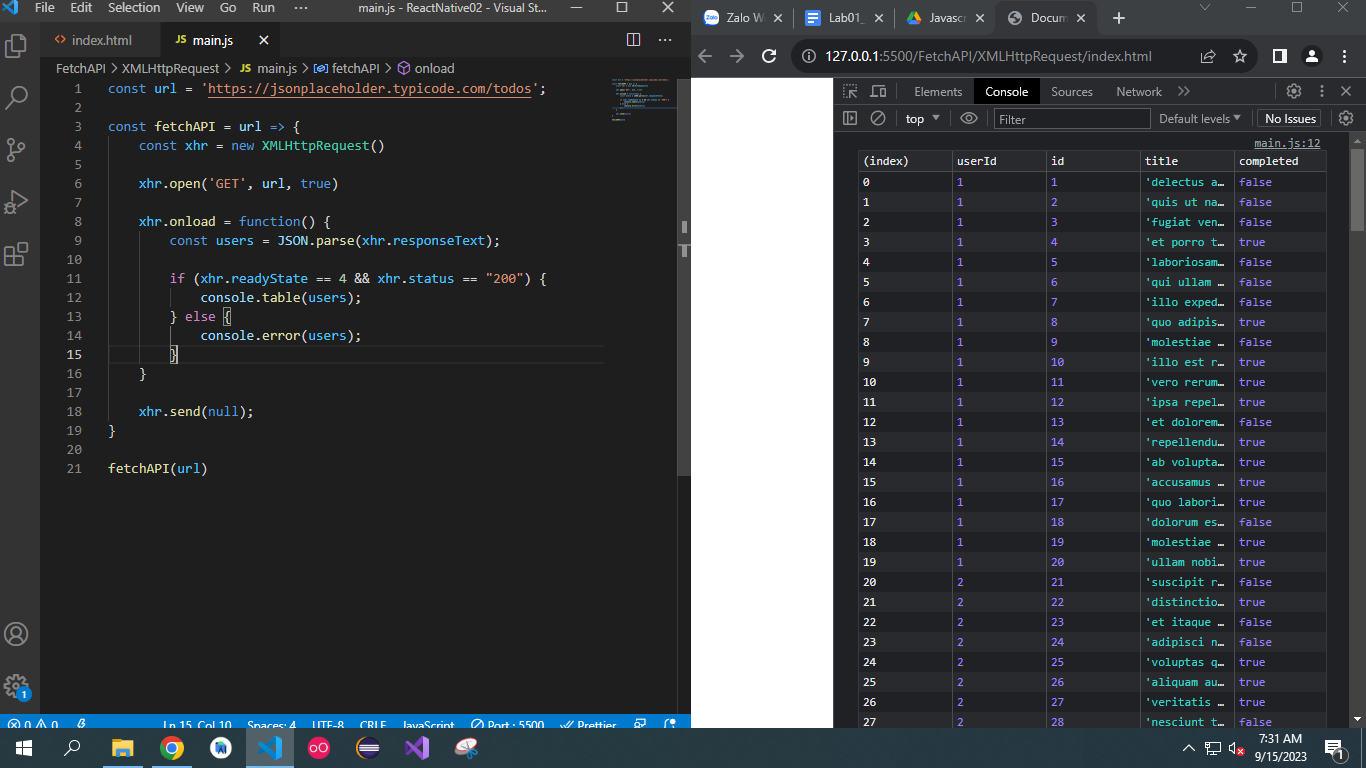 File Edit Selection View Go Run ··· main.js - ReactNative02 - Visual St...
index.html
JS main.js
FetchAPI > XMLHttpRequest > JS main.js > fetchAPI > onload
1 const url = 'https://jsonplaceholder.typicode.com/todos';
2
3 const fetchAPI = url => {
4 const xhr = new XMLHttpRequest()
5
6 xhr.open('GET', url, true)
7
8 xhr.onload = function() {
9 const users = JSON.parse(xhr.responseText);
10
11 if (xhr.readyState == 4 && xhr.status == "200") {
12 console.table(users);
13 } else {
14 console.error(users);
15 }
16 }
17
18 xhr.send(null);
19 }
20
21 fetchAPI(url)
1
0 0 Ln 15, Col 10 Spaces: 4 UTF-8 CRLF JavaScript Port : 5500 Prettier
Zalo Zalo W Lab01_ Javascr Docum
127.0.0.1:5500/FetchAPI/XMLHttpRequest/index.html
Elements Console Sources Network
top Filter Default levels No Issues
main.js:12
(index) userId id title completed
0 1 1 'delectus a… false
1 1 2 'quis ut na… false
2 1 3 'fugiat ven… false
3 1 4 'et porro t… true
4 1 5 'laboriosam… false
5 1 6 'qui ullam … false
6 1 7 'illo exped… false
7 1 8 'quo adipis… true
8 1 9 'molestiae … false
9 1 10 'illo est r… true
10 1 11 'vero rerum… true
11 1 12 'ipsa repel… true
12 1 13 'et dolorem… false
13 1 14 'repellendu… true
14 1 15 'ab volupta… true
15 1 16 'accusamus … true
16 1 17 'quo labori… true
17 1 18 'dolorum es… false
18 1 19 'molestiae … true
19 1 20 'ullam nobi… true
20 2 21 'suscipit r… false
21 2 22 'distinctio… true
22 2 23 'et itaque … false
23 2 24 'adipisci n… false
24 2 25 'voluptas q… true
25 2 26 'aliquam au… true
26 2 27 'veritatis … true
27 2 28 'nesciunt t… false
7:31 AM
9/15/2023
1